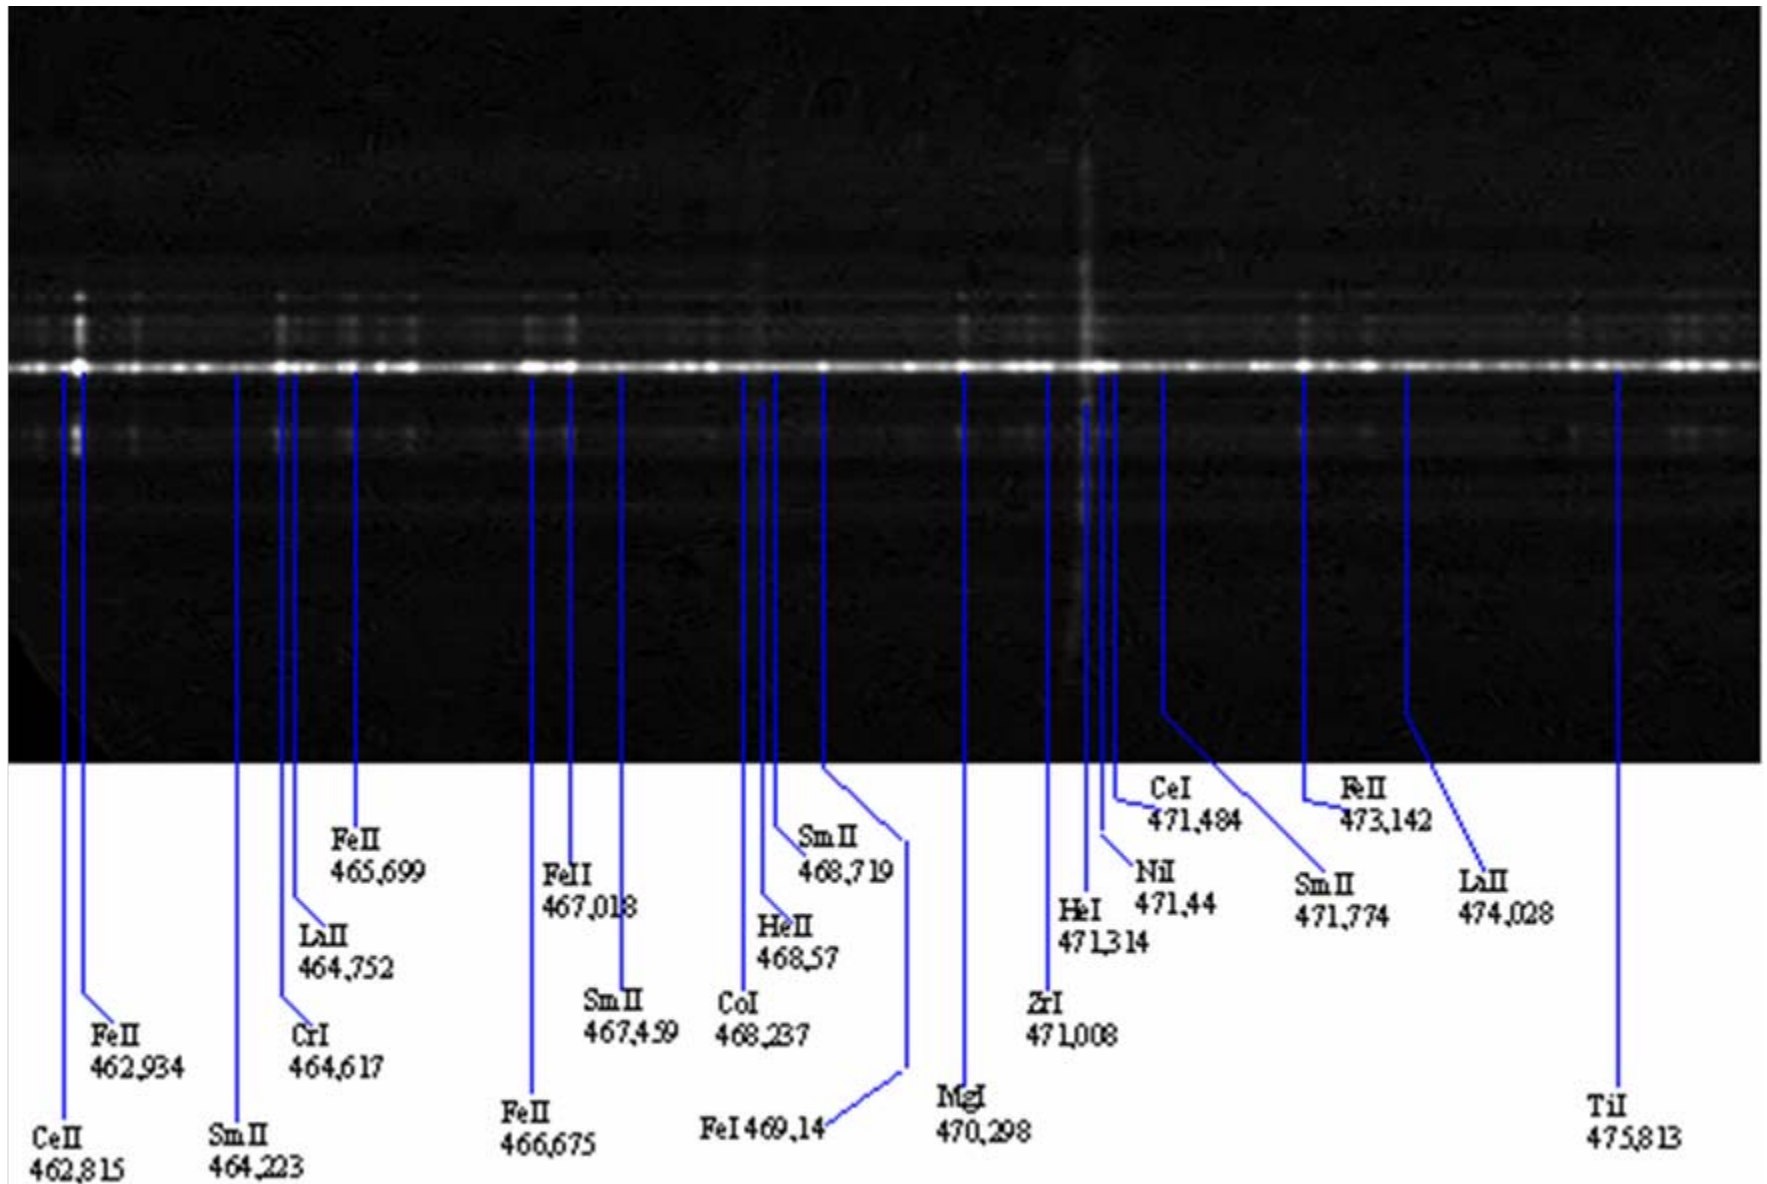 CeI
471,484
FeII
473,142
FeII
465,699
SmII
468,719
FeII
467,018
NiI
471,44
SmII
471,774
LaII
474,028
HeI
471,314
LaII
464,752
HeII
468,57
SmII
467,459
CoI
468,237
ZrI
471,008
FeII
462,934
CrI
464,617
FeII
466,675
FeI 469,14
MgI
470,298
TiI
475,813
CeII
462,815
SmII
464,223